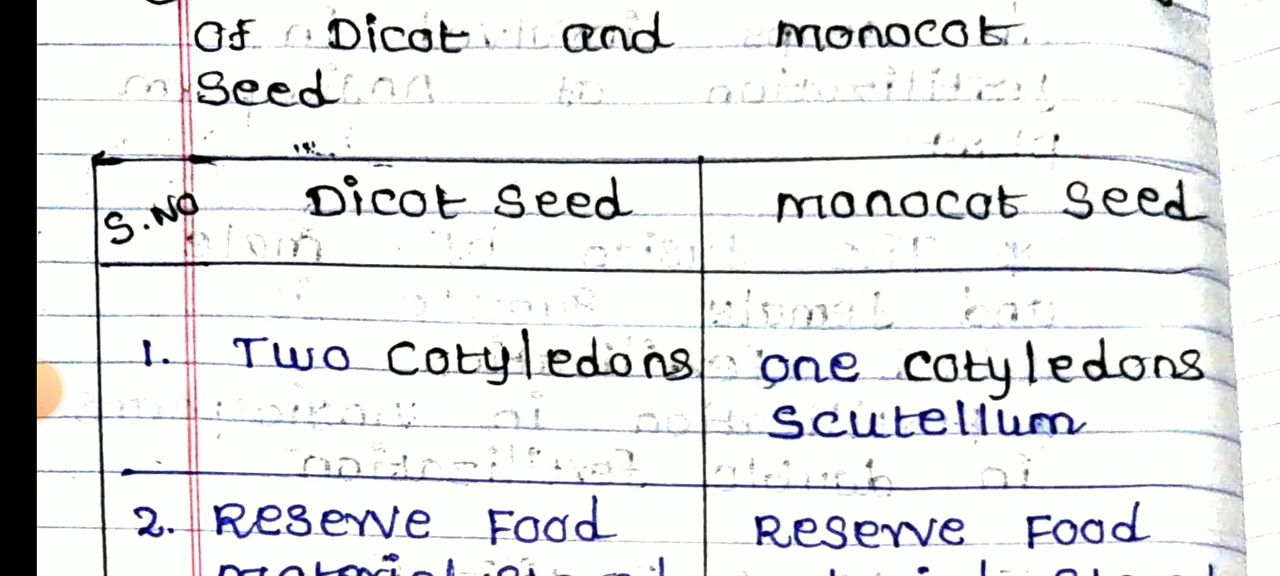 Of Dicot and monocot
Seed
S.NO Dicot Seed monocot Seed
1. Two Cotyledons one cotyledons
Scutellum
2. Reserve Food Reserve Food